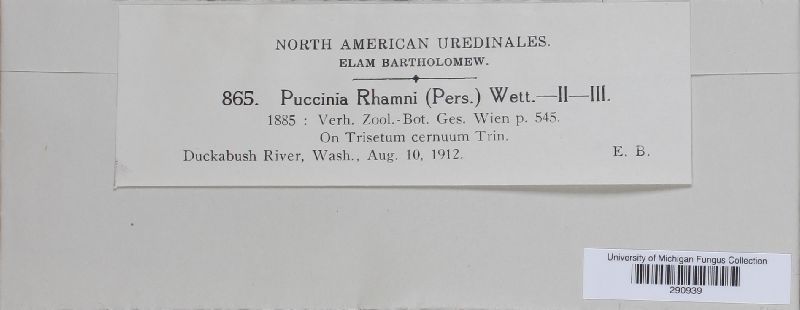 NORTH AMERICAN UREDINALES.
ELAM BARTHOLOMEW.
865. Puccinia Rhamni (Pers.) Wett.—II—III.
1885 : Verh. Zool.-Bot. Ges. Wien p. 545.
On Trisetum cernuum Trin.
Duckabush River, Wash., Aug. 10, 1912. E. B.
University of Michigan Fungus Collection
290939